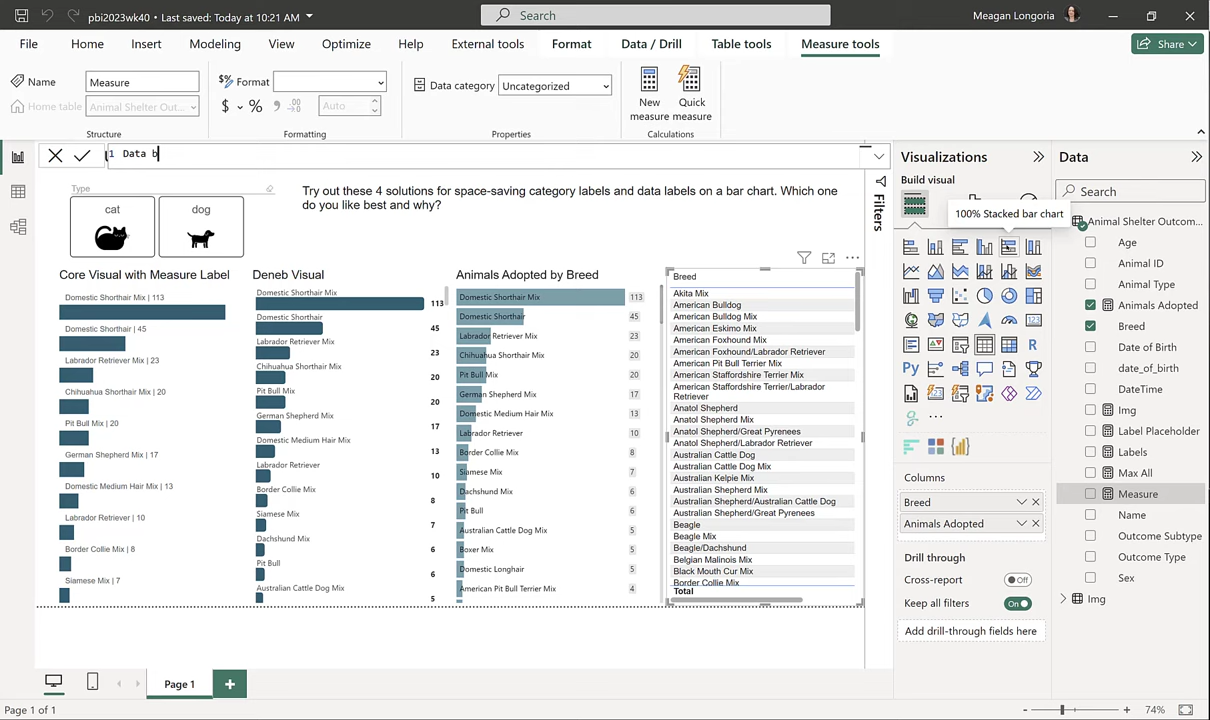 pbi2023wk40 • Last saved: Today at 10:21 AM
Search
Meagan Longoria
File Home Insert Modeling View Optimize Help External tools Format Data / Drill Table tools Measure tools
Share
Name Measure
Home table Animal Shelter Out...
Structure
Format
$ % Auto
Formatting
Data category Uncategorized
Properties
New measure
Quick measure
Calculations
1 Data b
Type
cat
dog
Try out these 4 solutions for space-saving category labels and data labels on a bar chart. Which one
do you like best and why?
Core Visual with Measure Label
Domestic Shorthair Mix | 113
Domestic Shorthair | 45
Labrador Retriever Mix | 23
Chihuahua Shorthair Mix | 20
Pit Bull Mix | 20
German Shepherd Mix | 17
Domestic Medium Hair Mix | 13
Labrador Retriever | 10
Border Collie Mix | 8
Siamese Mix | 7
Deneb Visual
Domestic Shorthair Mix
113
Domestic Shorthair
45
Labrador Retriever Mix
23
Chihuahua Shorthair Mix
20
Pit Bull Mix
20
German Shepherd Mix
17
Domestic Medium Hair Mix
13
Labrador Retriever
10
Border Collie Mix
8
Siamese Mix
7
Dachshund Mix
6
Pit Bull
6
Australian Cattle Dog Mix
5
Animals Adopted by Breed
Domestic Shorthair Mix 113
Domestic Shorthair 45
Labrador Retriever Mix 23
Chihuahua Shorthair Mix 20
Pit Bull Mix 20
German Shepherd Mix 17
Domestic Medium Hair Mix 13
Labrador Retriever 10
Border Collie Mix 8
Siamese Mix 7
Dachshund Mix 6
Pit Bull 6
Australian Cattle Dog Mix 5
Boxer Mix 5
Domestic Longhair 5
American Pit Bull Terrier Mix 4
Breed
Akita Mix
American Bulldog
American Bulldog Mix
American Eskimo Mix
American Foxhound Mix
American Foxhound/Labrador Retriever
American Pit Bull Terrier Mix
American Staffordshire Terrier Mix
American Staffordshire Terrier/Labrador
Retriever
Anatol Shepherd
Anatol Shepherd Mix
Anatol Shepherd/Great Pyrenees
Anatol Shepherd/Labrador Retriever
Australian Cattle Dog
Australian Cattle Dog Mix
Australian Kelpie Mix
Australian Shepherd Mix
Australian Shepherd/Australian Cattle Dog
Australian Shepherd/Great Pyrenees
Beagle
Beagle Mix
Beagle/Dachshund
Belgian Malinois Mix
Black Mouth Cur Mix
Border Collie Mix
Total
Filters
Visualizations
Build visual
100% Stacked bar chart
123
R
Py
Columns
Breed
Animals Adopted
Drill through
Cross-report Off
Keep all filters On
Add drill-through fields here
Data
Search
Animal Shelter Outcom...
Age
Animal ID
Animal Type
Animals Adopted
Breed
Date of Birth
date_of_birth
DateTime
Img
Label Placeholder
Labels
Max All
Measure
Name
Outcome Subtype
Outcome Type
Sex
Img
Page 1 +
Page 1 of 1
- + 74%